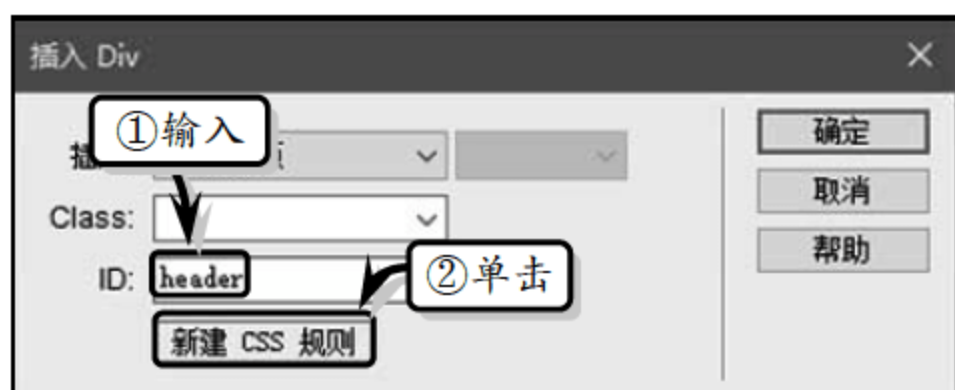 插入 Div
①输入
Class:
ID: header
②单击
新建 CSS 规则
确定
取消
帮助